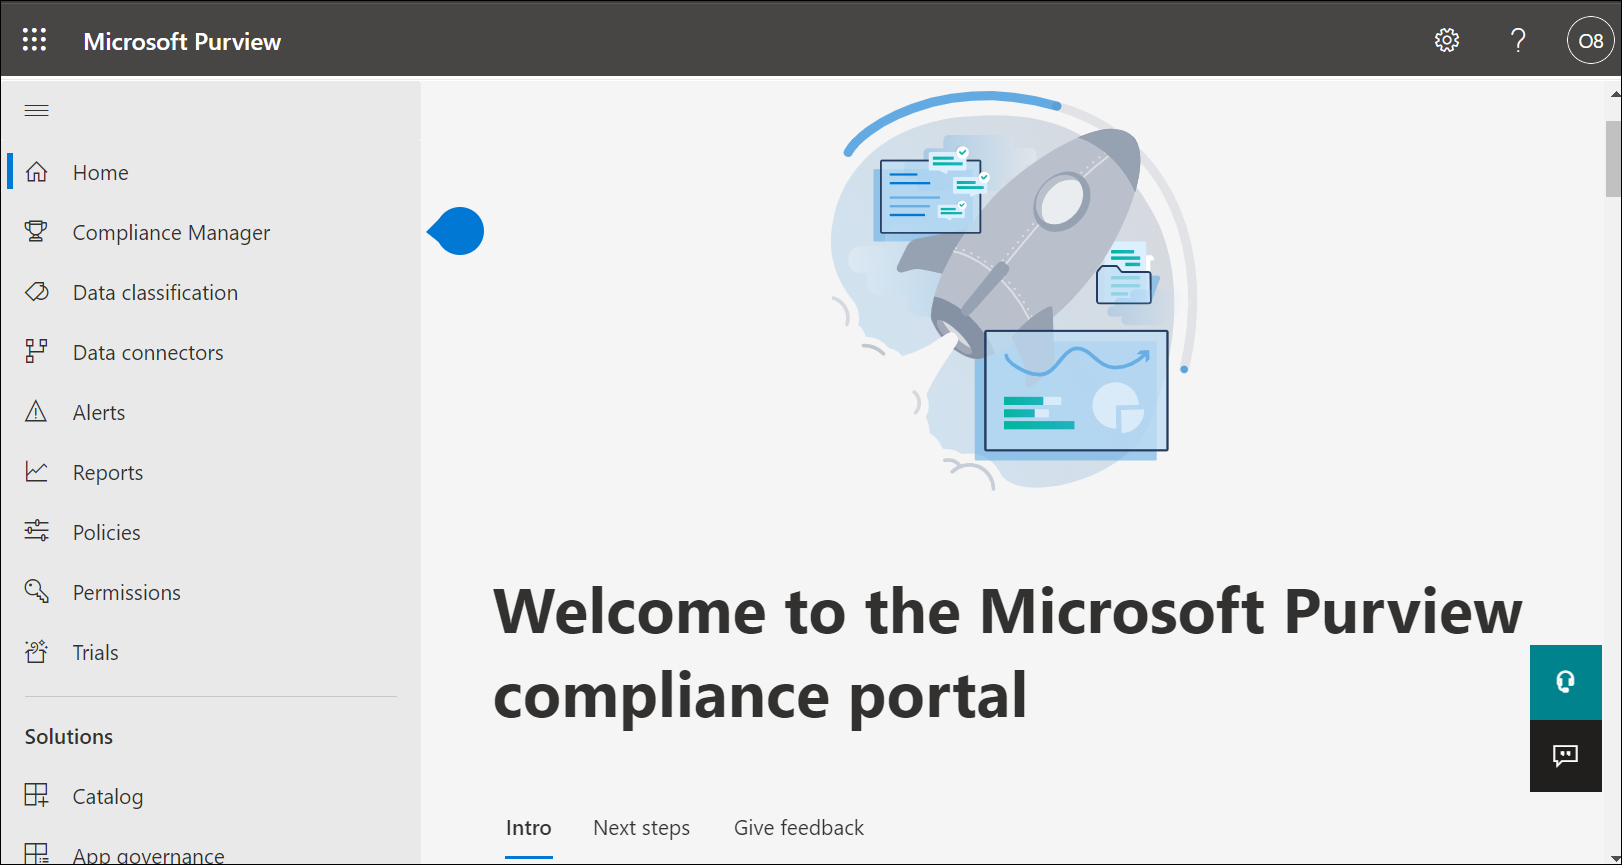 Microsoft Purview
O8
Home
Compliance Manager
Data classification
Data connectors
Alerts
Reports
Policies
Permissions
Trials
Solutions
Catalog
App governance
Welcome to the Microsoft Purview
compliance portal
Intro
Next steps
Give feedback